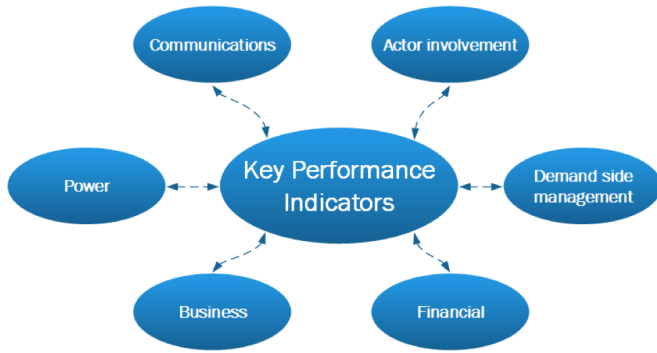 Communications
Actor involvement
Key Performance
Indicators
Power
Demand side
management
Business
Financial